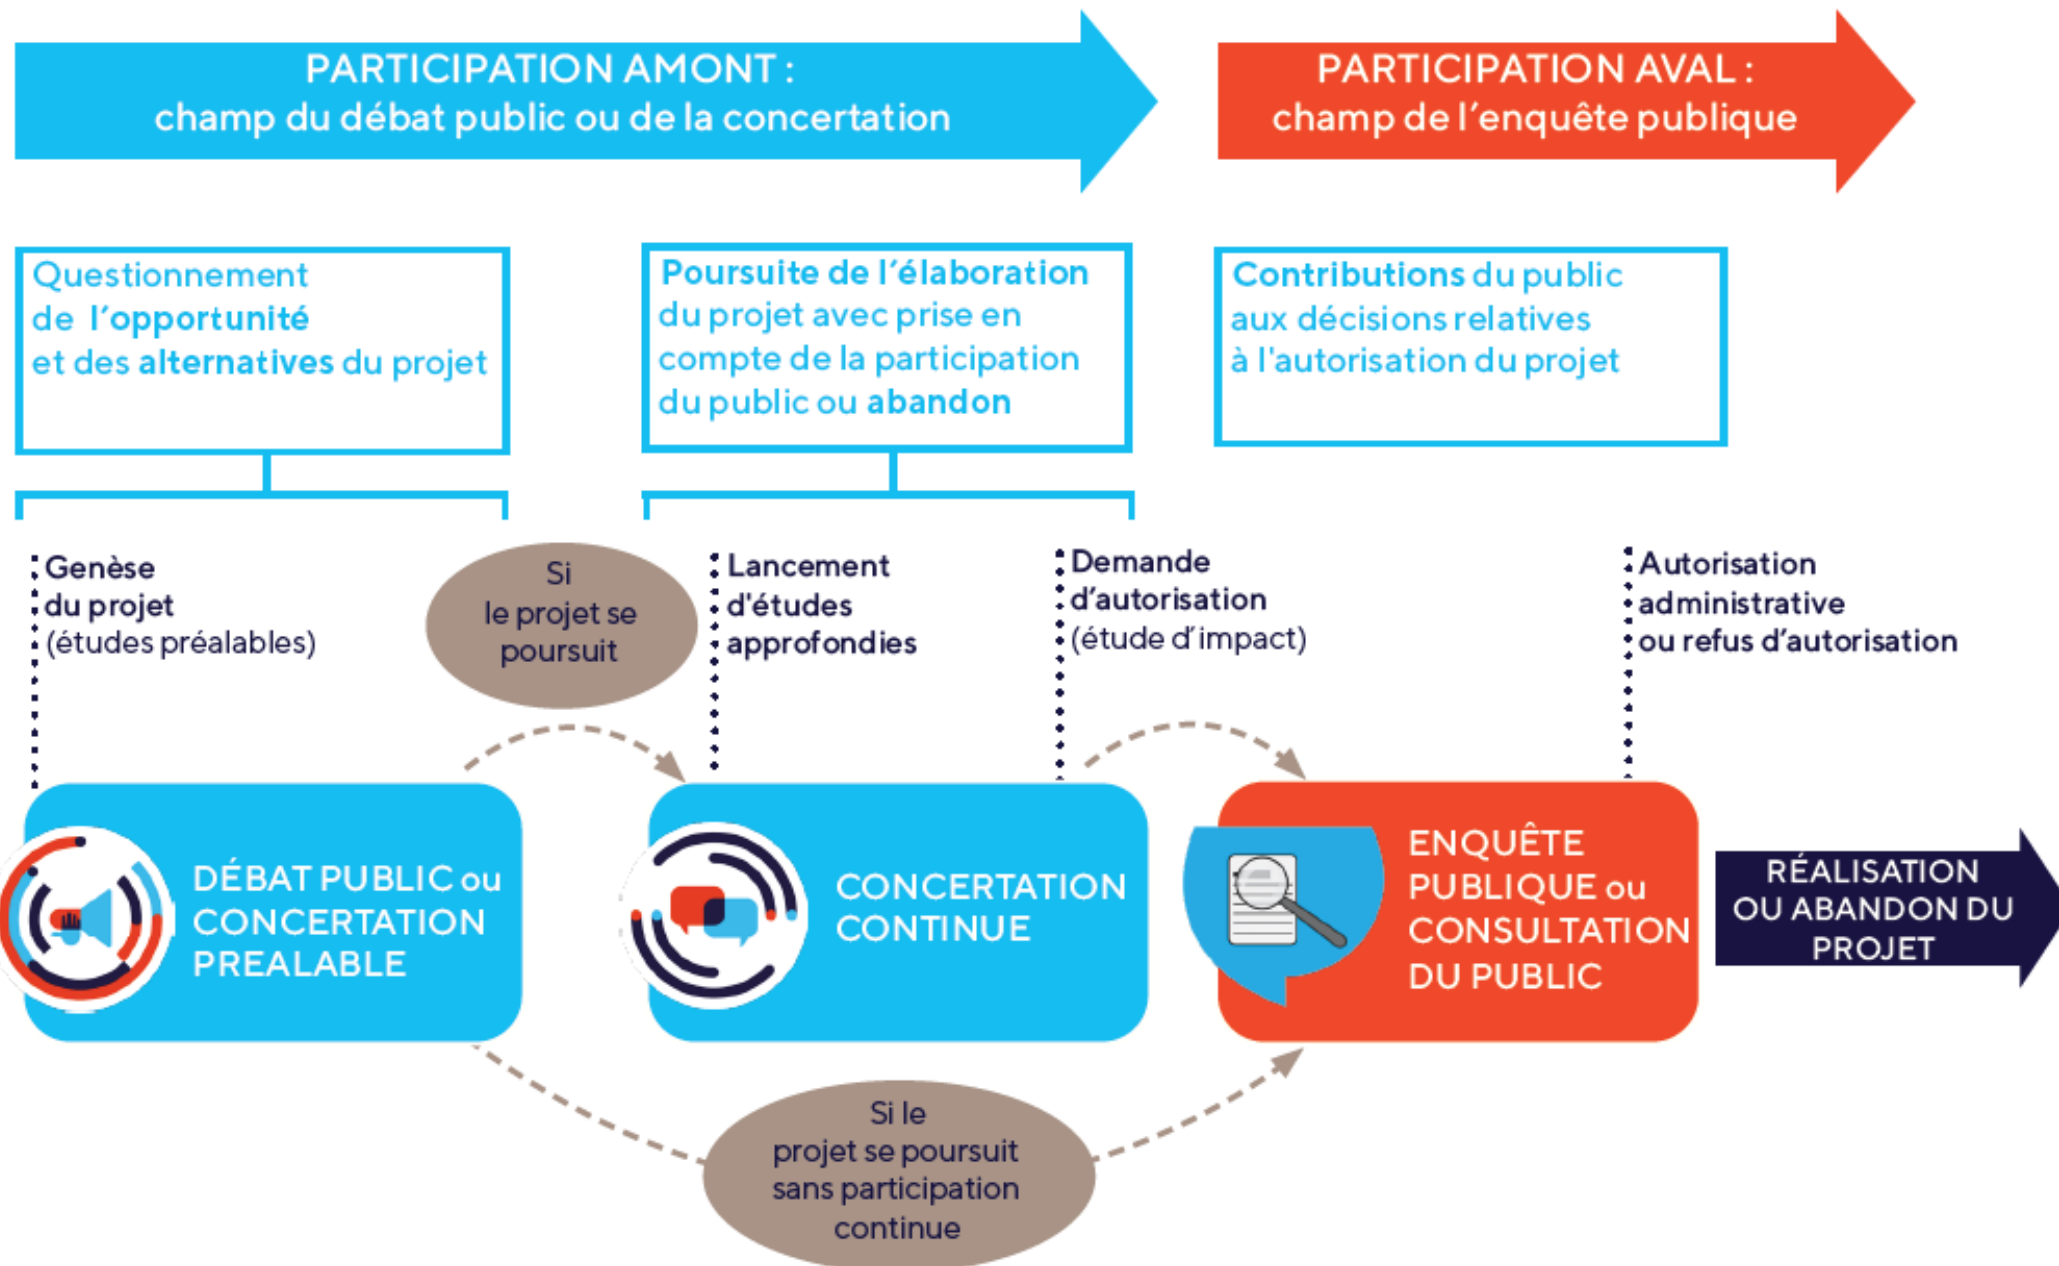 PARTICIPATION AMONT :
champ du débat public ou de la concertation
PARTICIPATION AVAL :
champ de l’enquête publique
Questionnement
de l’opportunité
et des alternatives du projet
Poursuite de l’élaboration
du projet avec prise en
compte de la participation
du public ou abandon
Contributions du public
aux décisions relatives
à l'autorisation du projet
Genèse
du projet
(études préalables)
Si
le projet se
poursuit
Lancement
d'études
approfondies
Demande
d’autorisation
(étude d’impact)
Autorisation
administrative
ou refus d’autorisation
DÉBAT PUBLIC ou
CONCERTATION
PREALABLE
CONCERTATION
CONTINUE
ENQUÊTE
PUBLIQUE ou
CONSULTATION
DU PUBLIC
RÉALISATION
OU ABANDON DU
PROJET
Si le
projet se poursuit
sans participation
continue